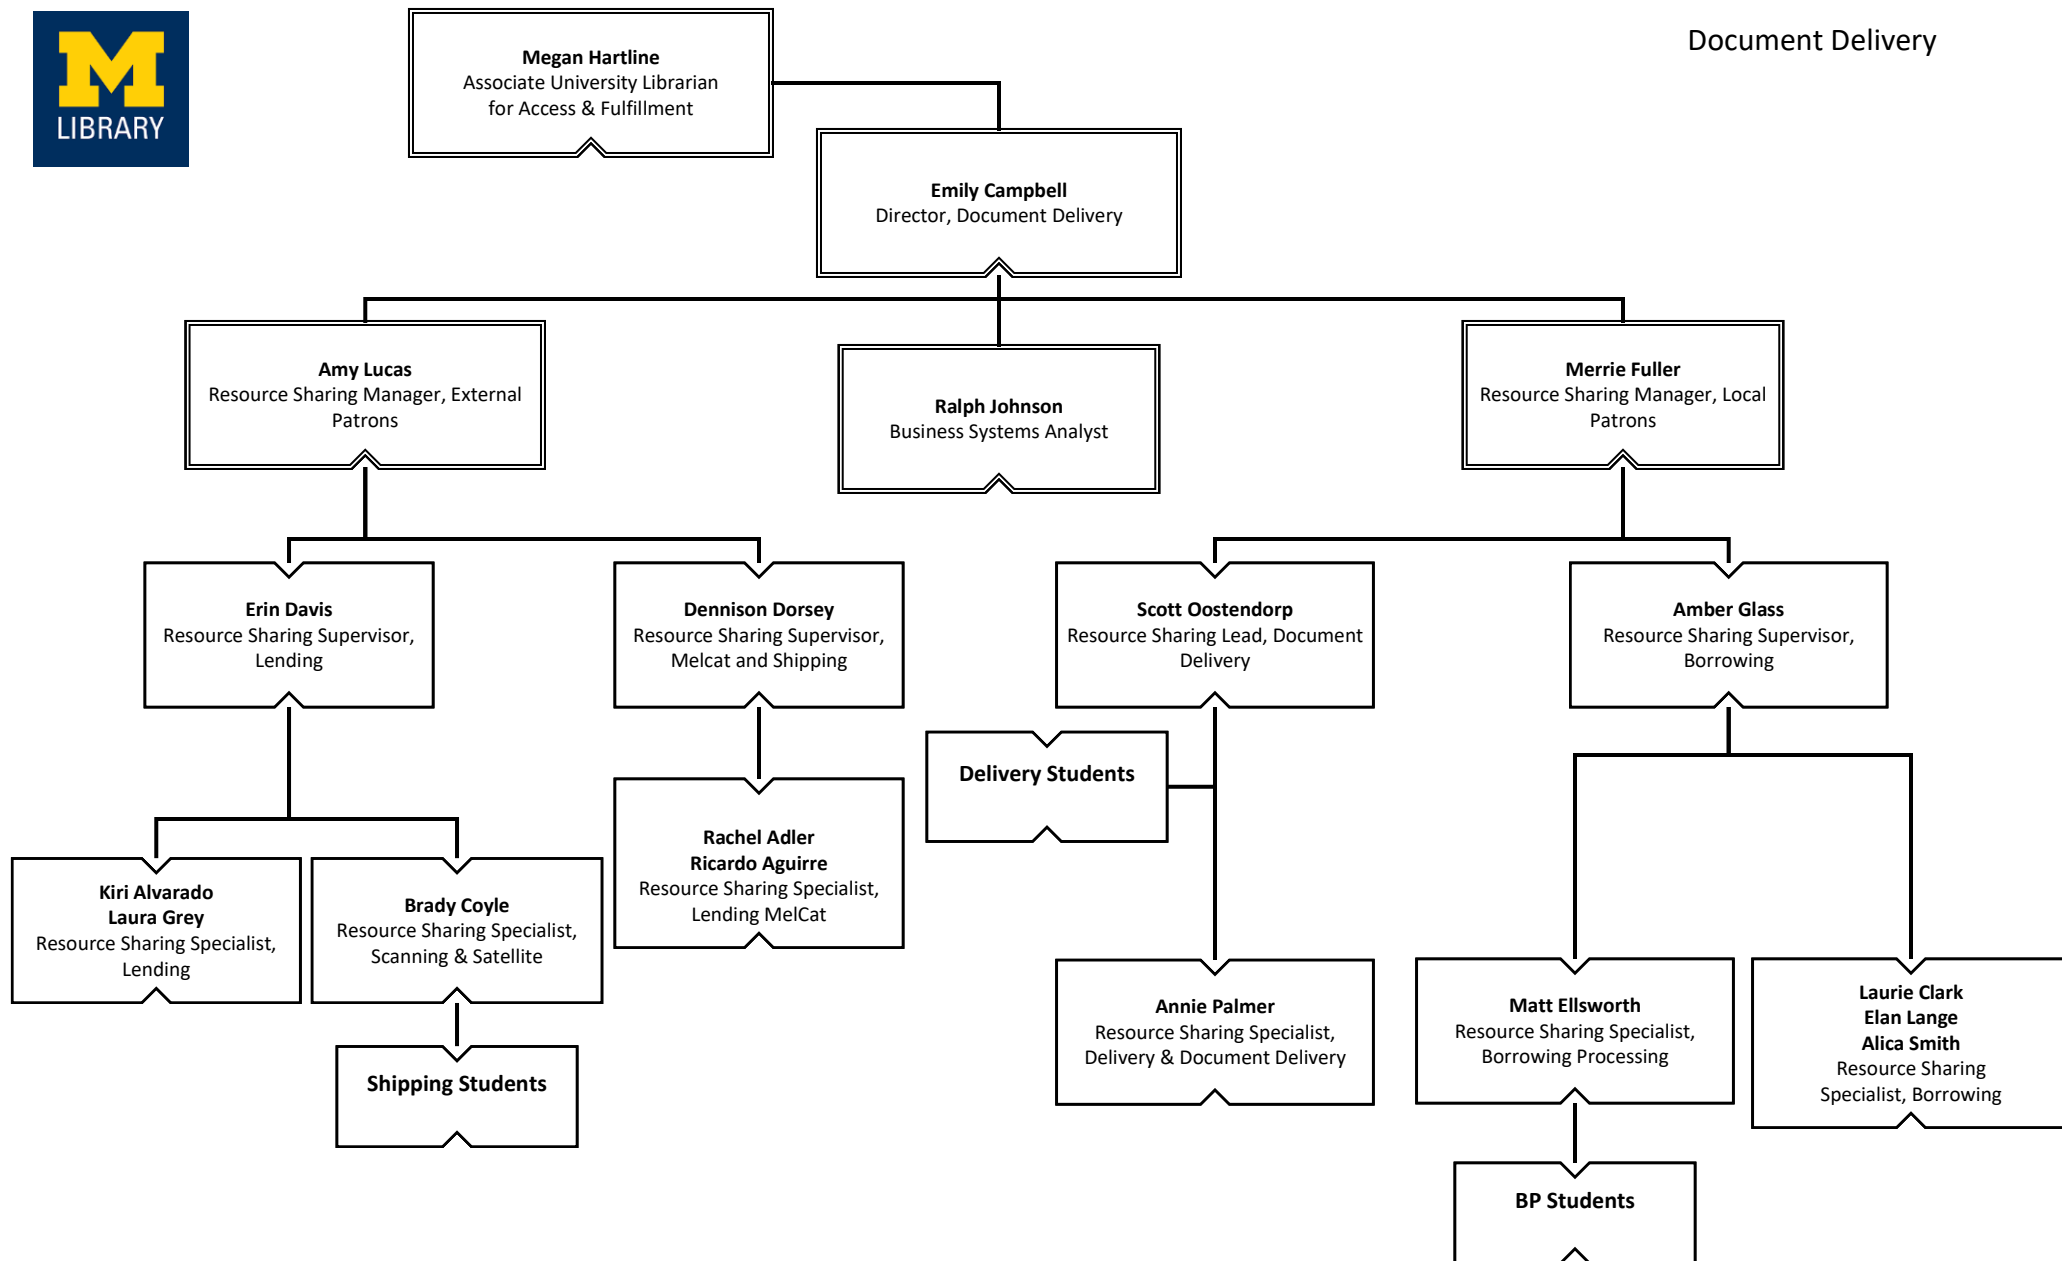 M
LIBRARY
Document Delivery
Megan Hartline
Associate University Librarian
for Access & Fulfillment
Emily Campbell
Director, Document Delivery
Amy Lucas
Resource Sharing Manager, External
Patrons
Ralph Johnson
Business Systems Analyst
Merrie Fuller
Resource Sharing Manager, Local
Patrons
Erin Davis
Resource Sharing Supervisor,
Lending
Dennison Dorsey
Resource Sharing Supervisor,
Melcat and Shipping
Scott Oostendorp
Resource Sharing Lead, Document
Delivery
Amber Glass
Resource Sharing Supervisor,
Borrowing
Delivery Students
Rachel Adler
Ricardo Aguirre
Resource Sharing Specialist,
Lending MelCat
Kiri Alvarado
Laura Grey
Resource Sharing Specialist,
Lending
Brady Coyle
Resource Sharing Specialist,
Scanning & Satellite
Annie Palmer
Resource Sharing Specialist,
Delivery & Document Delivery
Matt Ellsworth
Resource Sharing Specialist,
Borrowing Processing
Laurie Clark
Elan Lange
Alica Smith
Resource Sharing
Specialist, Borrowing
Shipping Students
BP Students